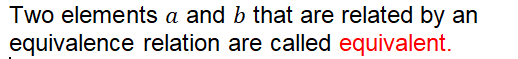 Two elements a and b that are related by an
equivalence relation are called equivalent.